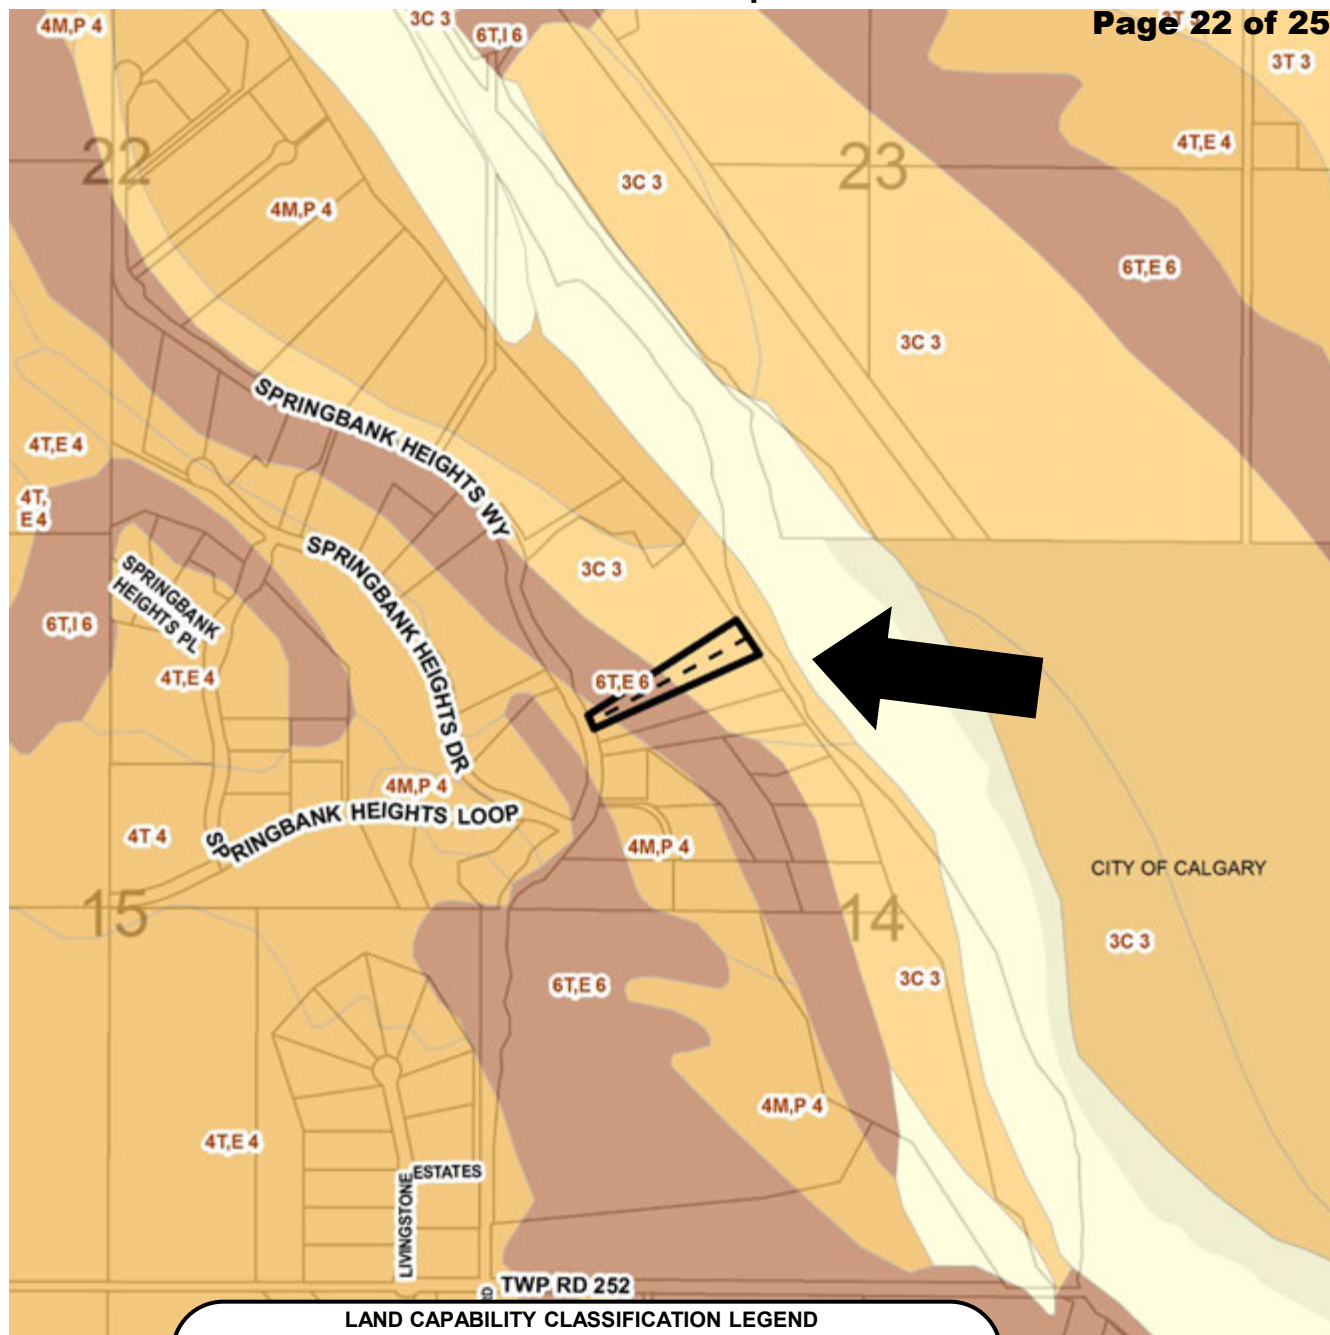 Page 22 of 25
4M,P 4
3C 3
6T,I 6
3T 3
4T,E 4
22
23
3C 3
4M,P 4
6T,E 6
3C 3
SPRINGBANK HEIGHTS WY
4T,E 4
4T,
E 4
SPRINGBANK HEIGHTS DR
3C 3
SPRINGBANK
HEIGHTS PL
6T,I 6
4T,E 4
6T,E 6
4M,P 4
SPRINGBANK HEIGHTS LOOP
4T 4
4M,P 4
CITY OF CALGARY
15
14
3C 3
3C 3
6T,E 6
4M,P 4
4T,E 4
LIVINGSTONE
ESTATES
TWP RD 252
RD
LAND CAPABILITY CLASSIFICATION LEGEND